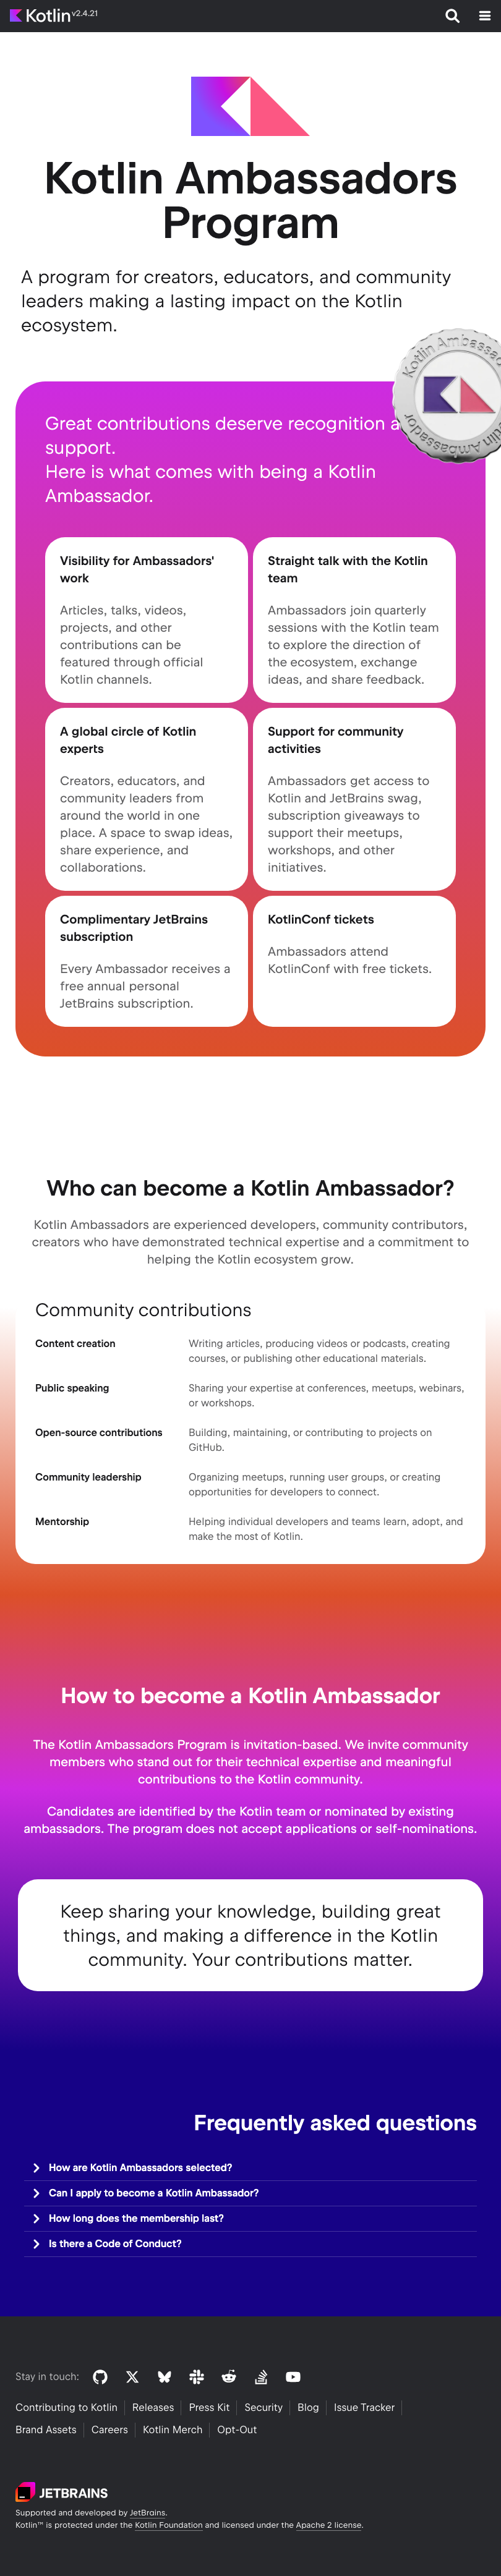 Kotlin v2.4.21
Kotlin Ambassadors
Program
A program for creators, educators, and community
leaders making a lasting impact on the Kotlin
ecosystem.
Kotlin Ambassador
Great contributions deserve recognition
support.
Here is what comes with being a Kotlin
Ambassador.
Visibility for Ambassadors'
work
Articles, talks, videos,
projects, and other
contributions can be
featured through official
Kotlin channels.
Straight talk with the Kotlin
team
Ambassadors join quarterly
sessions with the Kotlin team
to explore the direction of
the ecosystem, exchange
ideas, and share feedback.
A global circle of Kotlin
experts
Creators, educators, and
community leaders from
around the world in one
place. A space to swap ideas,
share experience, and
collaborations.
Support for community
activities
Ambassadors get access to
Kotlin and JetBrains swag,
subscription giveaways to
support their meetups,
workshops, and other
initiatives.
Complimentary JetBrains
subscription
Every Ambassador receives a
free annual personal
JetBrains subscription.
KotlinConf tickets
Ambassadors attend
KotlinConf with free tickets.
Who can become a Kotlin Ambassador?
Kotlin Ambassadors are experienced developers, community contributors,
creators who have demonstrated technical expertise and a commitment to
helping the Kotlin ecosystem grow.
Community contributions
Content creation
Writing articles, producing videos or podcasts, creating
courses, or publishing other educational materials.
Public speaking
Sharing your expertise at conferences, meetups, webinars,
or workshops.
Open-source contributions
Building, maintaining, or contributing to projects on
GitHub.
Community leadership
Organizing meetups, running user groups, or creating
opportunities for developers to connect.
Mentorship
Helping individual developers and teams learn, adopt, and
make the most of Kotlin.
How to become a Kotlin Ambassador
The Kotlin Ambassadors Program is invitation-based. We invite community
members who stand out for their technical expertise and meaningful
contributions to the Kotlin community.
Candidates are identified by the Kotlin team or nominated by existing
ambassadors. The program does not accept applications or self-nominations.
Keep sharing your knowledge, building great
things, and making a difference in the Kotlin
community. Your contributions matter.
Frequently asked questions
How are Kotlin Ambassadors selected?
Can I apply to become a Kotlin Ambassador?
How long does the membership last?
Is there a Code of Conduct?
Stay in touch:
Contributing to Kotlin Releases Press Kit Security Blog Issue Tracker
Brand Assets Careers Kotlin Merch Opt-Out
JETBRAINS
Supported and developed by JetBrains.
Kotlin™ is protected under the Kotlin Foundation and licensed under the Apache 2 license.